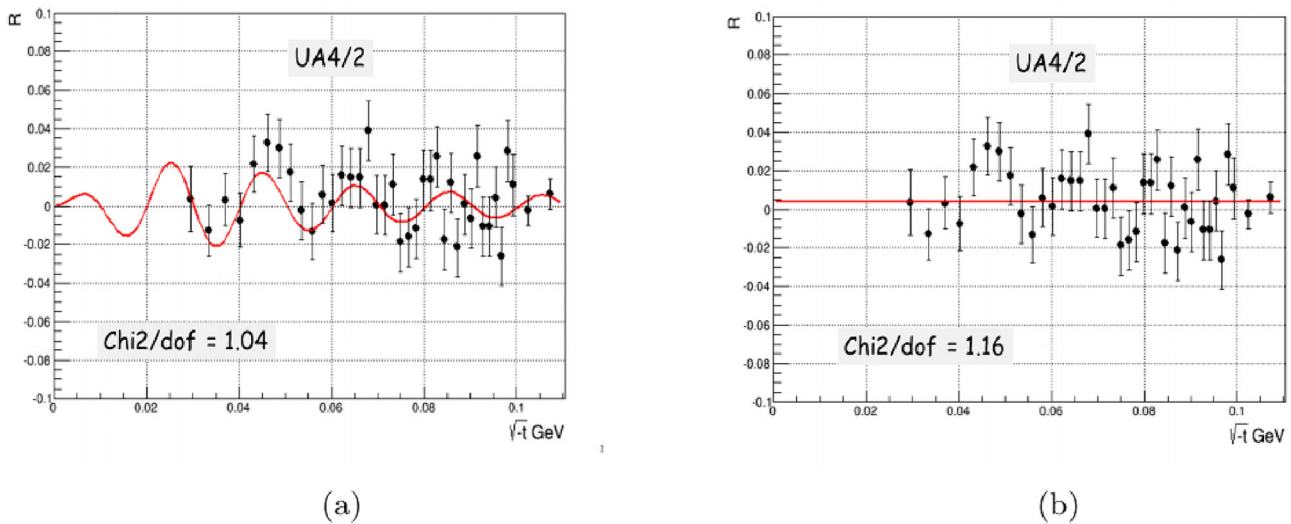 R
0.1
0.08
0.06
0.04
0.02
0
-0.02
-0.04
-0.06
-0.08
-0.1
UA4/2
Chi2/dof = 1.04
0 0.02 0.04 0.06 0.08 0.1
√-t GeV
1
(a)
R
0.1
0.08
0.06
0.04
0.02
0
-0.02
-0.04
-0.06
-0.08
-0.1
UA4/2
Chi2/dof = 1.16
0.02 0.04 0.06 0.08 0.1
√-t GeV
(b)